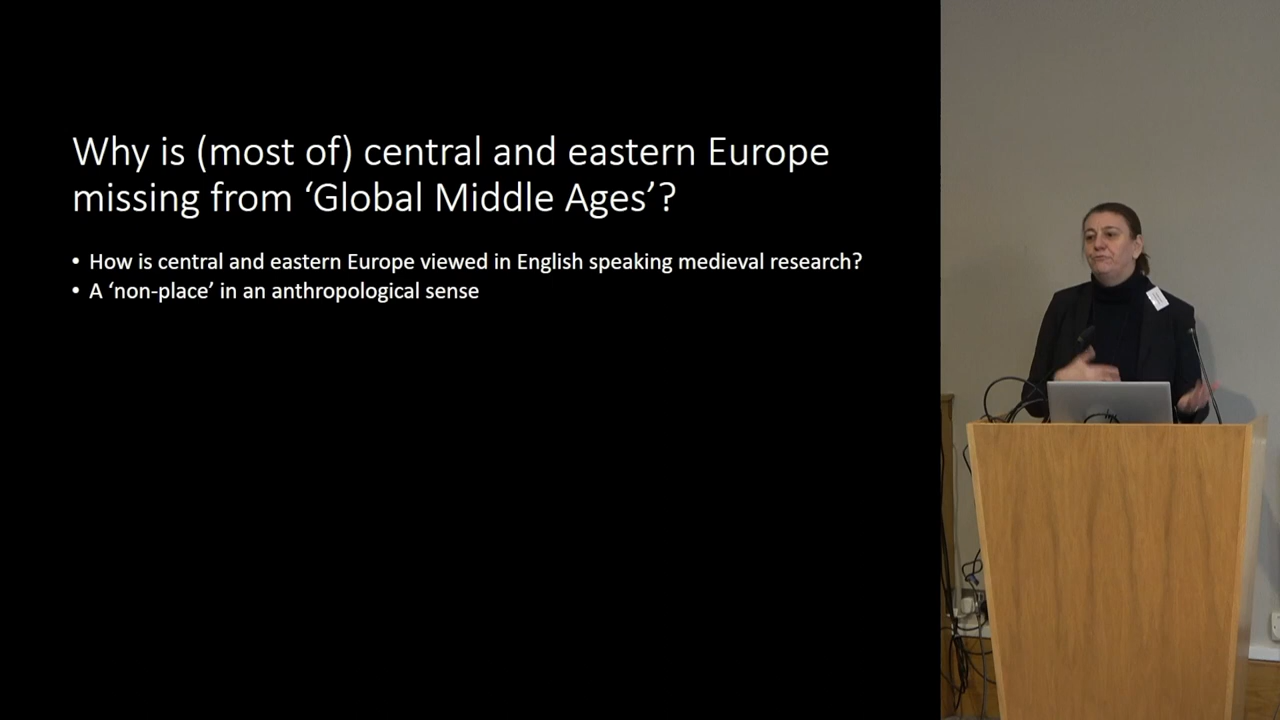 Why is (most of) central and eastern Europe
missing from ‘Global Middle Ages’?
• How is central and eastern Europe viewed in English speaking medieval research?
• A ‘non-place’ in an anthropological sense